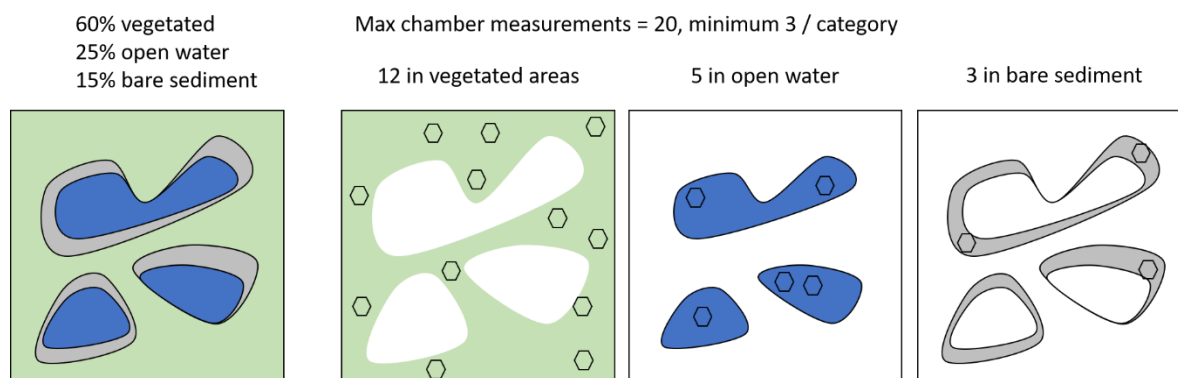 60% vegetated
25% open water
15% bare sediment
Max chamber measurements = 20, minimum 3 / category
12 in vegetated areas
5 in open water
3 in bare sediment